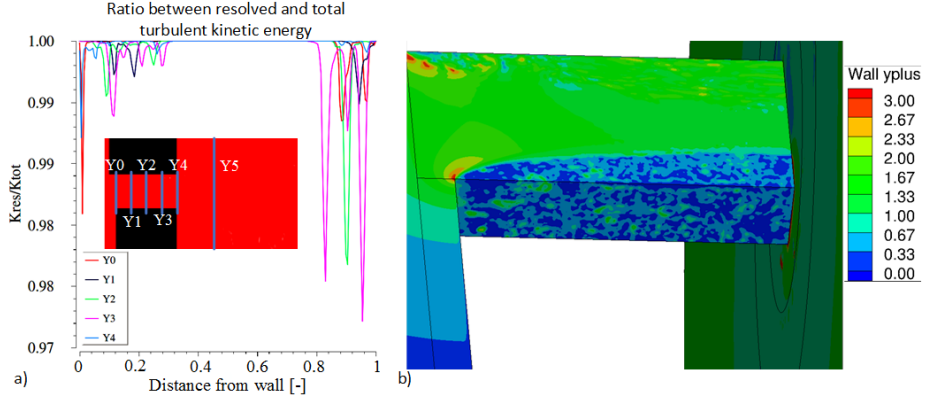 Ratio between resolved and total
turbulent kinetic energy
1.00
0.99
0.99
0.98
0.98
0.97
Kres/Ktot
Y0
Y2
Y4
Y5
Y1
Y3
Y0
Y1
Y2
Y3
Y4
0
0.2
0.4
0.6
0.8
1
Distance from wall [-]
a)
Wall yplus
3.00
2.67
2.33
2.00
1.67
1.33
1.00
0.67
0.33
0.00
b)